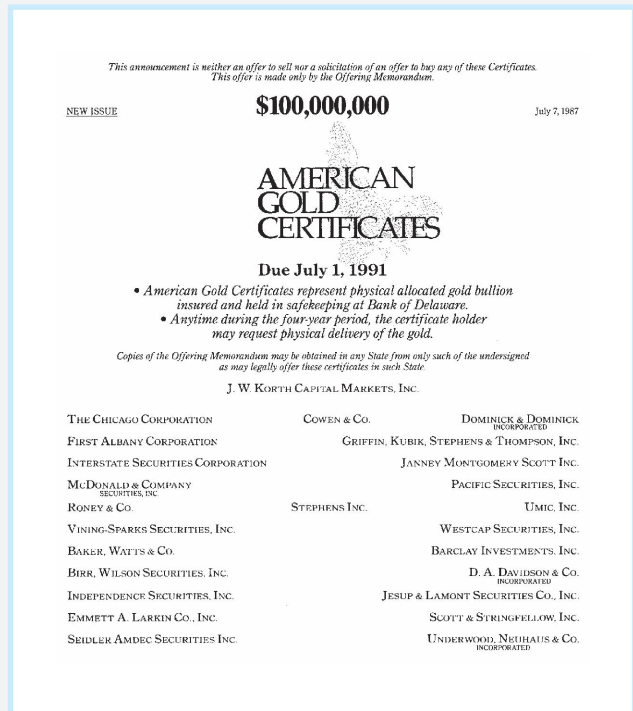 This announcement is neither an offer to sell nor a solicitation of an offer to buy any of these Certificates.
This offer is made only by the Offering Memorandum.
NEW ISSUE $100,000,000 July 7, 1987
AMERICAN
GOLD
CERTIFICATES
Due July 1, 1991
• American Gold Certificates represent physical allocated gold bullion
insured and held in safekeeping at Bank of Delaware.
• Anytime during the four-year period, the certificate holder
may request physical delivery of the gold.
Copies of the Offering Memorandum may be obtained in any State from only such of the undersigned
as may legally offer these certificates in such State.
J. W. KORTH CAPITAL MARKETS, INC.
THE CHICAGO CORPORATION COWEN & CO. DOMINICK & DOMINICK
INCORPORATED
FIRST ALBANY CORPORATION GRIFFIN, KUBIK, STEPHENS & THOMPSON, INC.
INTERSTATE SECURITIES CORPORATION JANNEY MONTGOMERY SCOTT INC.
MCDONALD & COMPANY PACIFIC SECURITIES, INC.
SECURITIES, INC.
RONEY & CO. STEPHENS INC. UMIC, INC.
VINING-SPARKS SECURITIES, INC. WESTCAP SECURITIES, INC.
BAKER, WATTS & CO. BARCLAY INVESTMENTS, INC.
BIRR, WILSON SECURITIES, INC. D. A. DAVIDSON & CO.
INCORPORATED
INDEPENDENCE SECURITIES, INC. JESUP & LAMONT SECURITIES CO., INC.
EMMETT A. LARKIN CO., INC. SCOTT & STRINGFELLOW, INC.
SEIDLER AMDEC SECURITIES INC. UNDERWOOD, NEUHAUS & CO.
INCORPORATED